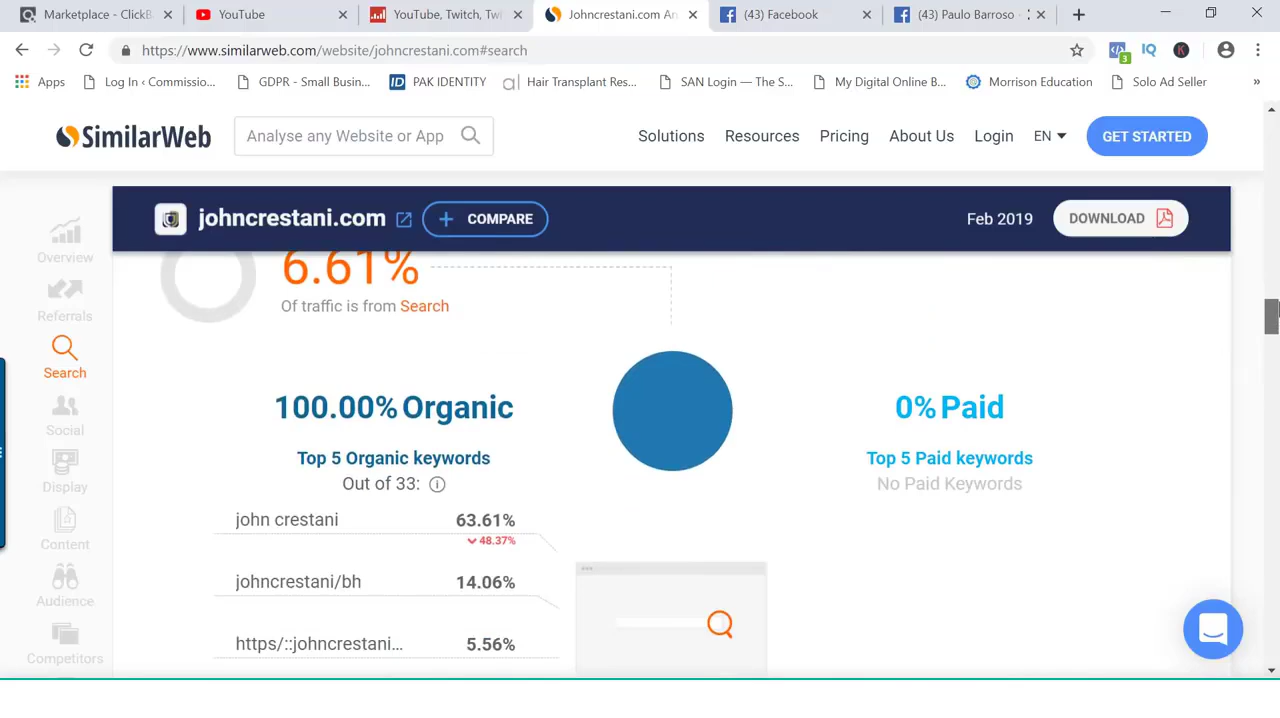 Marketplace - ClickB
YouTube
YouTube, Twitch, Twi
Johncrestani.com An
(43) Facebook
(43) Paulo Barroso -
https://www.similarweb.com/website/johncrestani.com#search
3
IQ
K
Apps
Log In ‹ Commissio...
GDPR - Small Busin...
ID PAK IDENTITY
Hair Transplant Res...
SAN Login — The S...
My Digital Online B...
Morrison Education
Solo Ad Seller
»
SimilarWeb
Analyse any Website or App
Solutions
Resources
Pricing
About Us
Login
EN
GET STARTED
johncrestani.com
+ COMPARE
Feb 2019
DOWNLOAD
Overview
Referrals
Search
Social
Display
Content
Audience
Competitors
6.61%
Of traffic is from Search
100.00% Organic
0% Paid
Top 5 Organic keywords
Out of 33:
Top 5 Paid keywords
No Paid Keywords
john crestani 63.61%
48.37%
johncrestani/bh 14.06%
https/::johncrestani... 5.56%